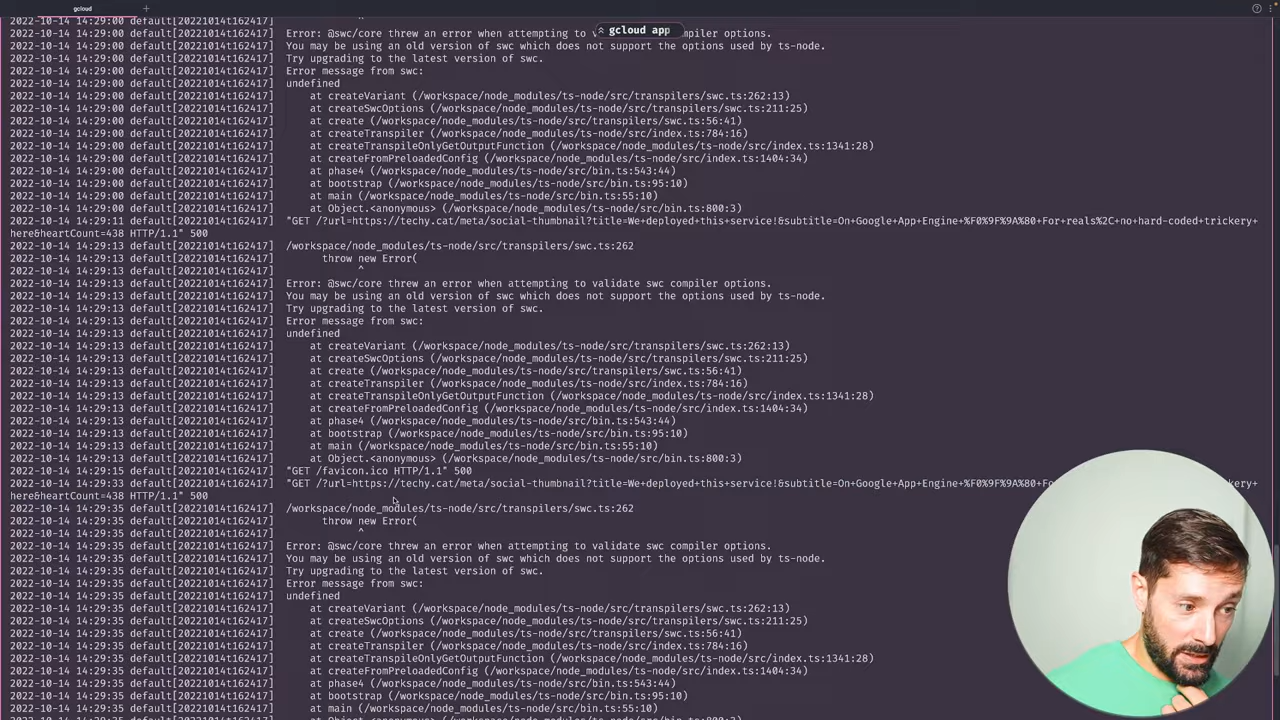 gcloud
gcloud app
2022-10-14 14:29:00 default[20221014t162417] ^
2022-10-14 14:29:00 default[20221014t162417] Error: @swc/core threw an error when attempting to v mpiler options.
2022-10-14 14:29:00 default[20221014t162417] You may be using an old version of swc which does not support the options used by ts-node.
2022-10-14 14:29:00 default[20221014t162417] Try upgrading to the latest version of swc.
2022-10-14 14:29:00 default[20221014t162417] Error message from swc:
2022-10-14 14:29:00 default[20221014t162417] undefined
2022-10-14 14:29:00 default[20221014t162417] at createVariant (/workspace/node_modules/ts-node/src/transpilers/swc.ts:262:13)
2022-10-14 14:29:00 default[20221014t162417] at createSwcOptions (/workspace/node_modules/ts-node/src/transpilers/swc.ts:211:25)
2022-10-14 14:29:00 default[20221014t162417] at create (/workspace/node_modules/ts-node/src/transpilers/swc.ts:56:41)
2022-10-14 14:29:00 default[20221014t162417] at createTranspiler (/workspace/node_modules/ts-node/src/index.ts:784:16)
2022-10-14 14:29:00 default[20221014t162417] at createTranspileOnlyGetOutputFunction (/workspace/node_modules/ts-node/src/index.ts:1341:28)
2022-10-14 14:29:00 default[20221014t162417] at createFromPreloadedConfig (/workspace/node_modules/ts-node/src/index.ts:1404:34)
2022-10-14 14:29:00 default[20221014t162417] at phase4 (/workspace/node_modules/ts-node/src/bin.ts:543:44)
2022-10-14 14:29:00 default[20221014t162417] at bootstrap (/workspace/node_modules/ts-node/src/bin.ts:95:10)
2022-10-14 14:29:00 default[20221014t162417] at main (/workspace/node_modules/ts-node/src/bin.ts:55:10)
2022-10-14 14:29:00 default[20221014t162417] at Object.<anonymous> (/workspace/node_modules/ts-node/src/bin.ts:800:3)
2022-10-14 14:29:11 default[20221014t162417] "GET /?url=https://techy.cat/meta/social-thumbnail?title=We+deployed+this+service!&subtitle=On+Google+App+Engine+%F0%9F%9A%80+For+reals%2C+no+hard-coded+trickery+
here&heartCount=438 HTTP/1.1" 500
2022-10-14 14:29:13 default[20221014t162417] /workspace/node_modules/ts-node/src/transpilers/swc.ts:262
2022-10-14 14:29:13 default[20221014t162417] throw new Error(
2022-10-14 14:29:13 default[20221014t162417] ^
2022-10-14 14:29:13 default[20221014t162417] Error: @swc/core threw an error when attempting to validate swc compiler options.
2022-10-14 14:29:13 default[20221014t162417] You may be using an old version of swc which does not support the options used by ts-node.
2022-10-14 14:29:13 default[20221014t162417] Try upgrading to the latest version of swc.
2022-10-14 14:29:13 default[20221014t162417] Error message from swc:
2022-10-14 14:29:13 default[20221014t162417] undefined
2022-10-14 14:29:13 default[20221014t162417] at createVariant (/workspace/node_modules/ts-node/src/transpilers/swc.ts:262:13)
2022-10-14 14:29:13 default[20221014t162417] at createSwcOptions (/workspace/node_modules/ts-node/src/transpilers/swc.ts:211:25)
2022-10-14 14:29:13 default[20221014t162417] at create (/workspace/node_modules/ts-node/src/transpilers/swc.ts:56:41)
2022-10-14 14:29:13 default[20221014t162417] at createTranspiler (/workspace/node_modules/ts-node/src/index.ts:784:16)
2022-10-14 14:29:13 default[20221014t162417] at createTranspileOnlyGetOutputFunction (/workspace/node_modules/ts-node/src/index.ts:1341:28)
2022-10-14 14:29:13 default[20221014t162417] at createFromPreloadedConfig (/workspace/node_modules/ts-node/src/index.ts:1404:34)
2022-10-14 14:29:13 default[20221014t162417] at phase4 (/workspace/node_modules/ts-node/src/bin.ts:543:44)
2022-10-14 14:29:13 default[20221014t162417] at bootstrap (/workspace/node_modules/ts-node/src/bin.ts:95:10)
2022-10-14 14:29:13 default[20221014t162417] at main (/workspace/node_modules/ts-node/src/bin.ts:55:10)
2022-10-14 14:29:13 default[20221014t162417] at Object.<anonymous> (/workspace/node_modules/ts-node/src/bin.ts:800:3)
2022-10-14 14:29:15 default[20221014t162417] "GET /favicon.ico HTTP/1.1" 500
2022-10-14 14:29:33 default[20221014t162417] "GET /?url=https://techy.cat/meta/social-thumbnail?title=We+deployed+this+service!&subtitle=On+Google+App+Engine+%F0%9F%9A%80+Fo kery+
here&heartCount=438 HTTP/1.1" 500
2022-10-14 14:29:35 default[20221014t162417] /workspace/node_modules/ts-node/src/transpilers/swc.ts:262
2022-10-14 14:29:35 default[20221014t162417] throw new Error(
2022-10-14 14:29:35 default[20221014t162417] ^
2022-10-14 14:29:35 default[20221014t162417] Error: @swc/core threw an error when attempting to validate swc compiler options.
2022-10-14 14:29:35 default[20221014t162417] You may be using an old version of swc which does not support the options used by ts-node.
2022-10-14 14:29:35 default[20221014t162417] Try upgrading to the latest version of swc.
2022-10-14 14:29:35 default[20221014t162417] Error message from swc:
2022-10-14 14:29:35 default[20221014t162417] undefined
2022-10-14 14:29:35 default[20221014t162417] at createVariant (/workspace/node_modules/ts-node/src/transpilers/swc.ts:262:13)
2022-10-14 14:29:35 default[20221014t162417] at createSwcOptions (/workspace/node_modules/ts-node/src/transpilers/swc.ts:211:25)
2022-10-14 14:29:35 default[20221014t162417] at create (/workspace/node_modules/ts-node/src/transpilers/swc.ts:56:41)
2022-10-14 14:29:35 default[20221014t162417] at createTranspiler (/workspace/node_modules/ts-node/src/index.ts:784:16)
2022-10-14 14:29:35 default[20221014t162417] at createTranspileOnlyGetOutputFunction (/workspace/node_modules/ts-node/src/index.ts:1341:28)
2022-10-14 14:29:35 default[20221014t162417] at createFromPreloadedConfig (/workspace/node_modules/ts-node/src/index.ts:1404:34)
2022-10-14 14:29:35 default[20221014t162417] at phase4 (/workspace/node_modules/ts-node/src/bin.ts:543:44)
2022-10-14 14:29:35 default[20221014t162417] at bootstrap (/workspace/node_modules/ts-node/src/bin.ts:95:10)
2022-10-14 14:29:35 default[20221014t162417] at main (/workspace/node_modules/ts-node/src/bin.ts:55:10)